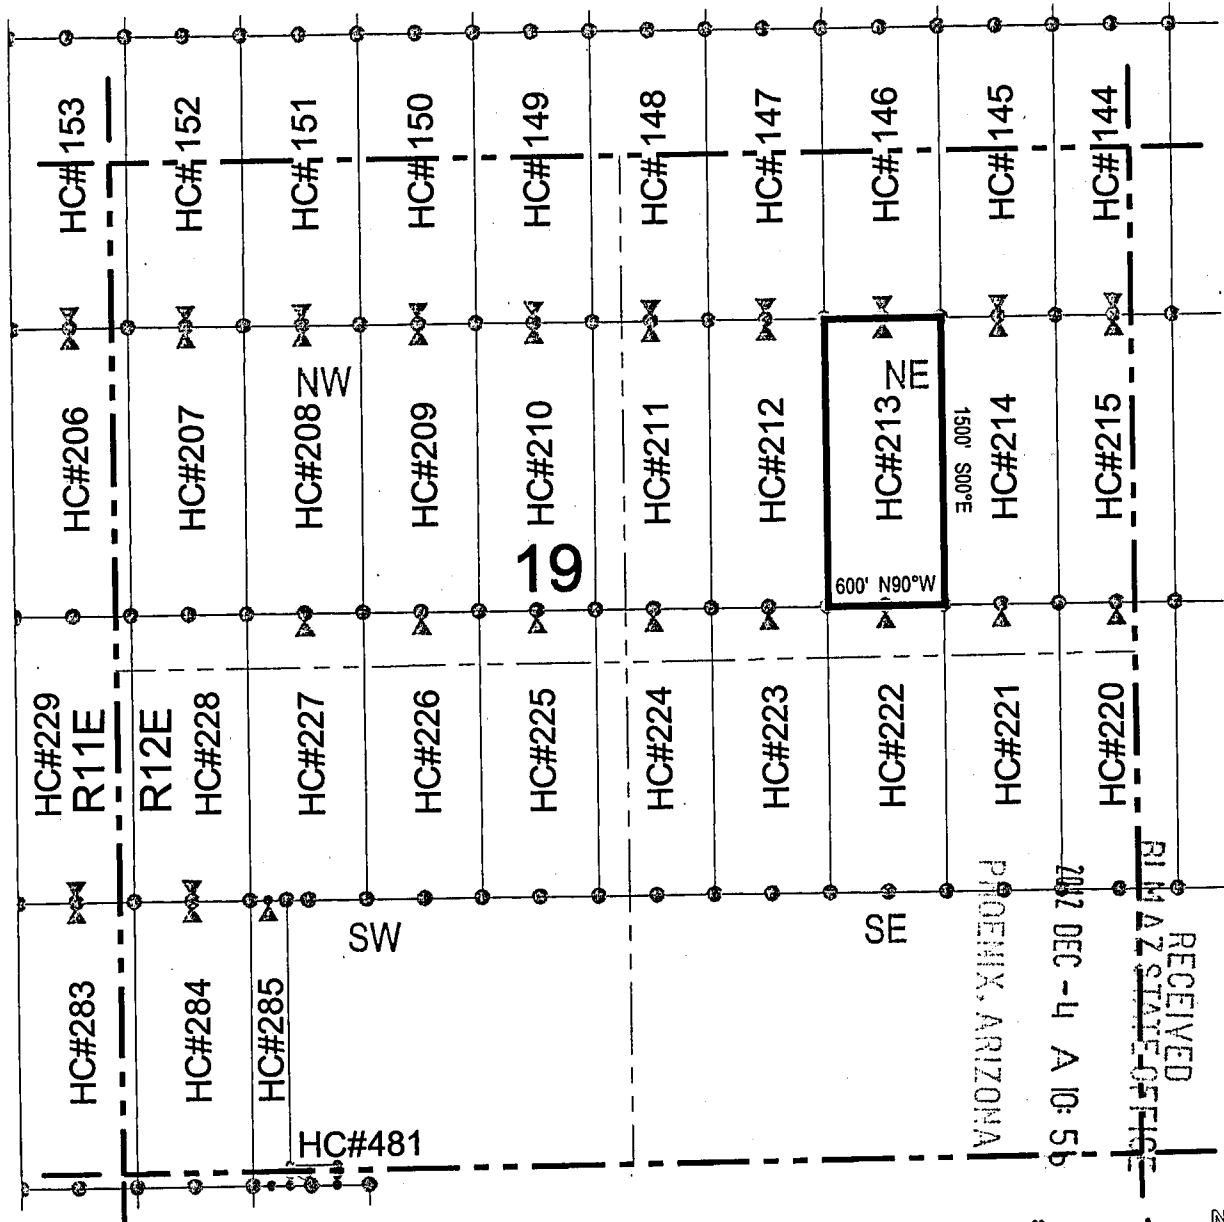 HC# 153
HC# 152
HC# 151
HC# 150
HC# 149
HC# 148
HC# 147
HC# 146
HC# 145
HC# 144
NW
NE
HC#206
HC#207
HC#208
HC#209
HC#210
HC#211
HC#212
HC#213
1500' S00°E
HC#214
HC#215
19
600' N90°W
HC#229
R11E
R12E
HC#228
HC#227
HC#226
HC#225
HC#224
HC#223
HC#222
HC#221
HC#220
SW
SE
HC#283
HC#284
HC#285
HC#481
RECEIVED
BLM AZ STATE OFFICE
DEC -4 A 10: 56
PHOENIX, ARIZONA